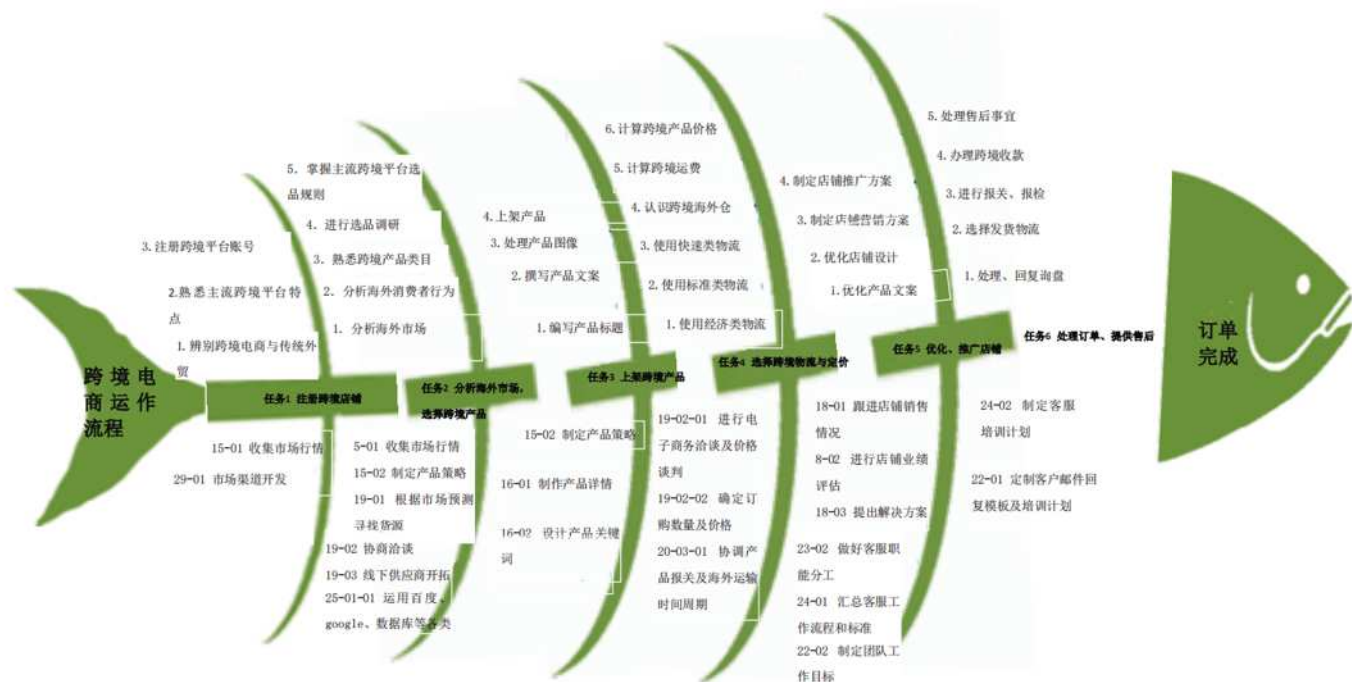 跨境电
商运作
流程
3.注册跨境平台账号
2.熟悉主流跨境平台特
点
1.辨别跨境电商与传统外
贸
任务1 注册跨境店铺
15-01 收集市场行情
29-01 市场渠道开发
5. 掌握主流跨境平台选
品规则
4. 进行选品调研
3. 熟悉跨境产品类目
2. 分析海外消费者行为
1. 分析海外市场
任务2 分析海外市场,
选择跨境产品
5-01 收集市场行情
15-02 制定产品策略
19-01 根据市场预测
寻找货源
19-02 协商洽谈
19-03 线下供应商开拓
25-01-01 运用百度、
google、数据库等各类
4.上架产品
3.处理产品图像
2.撰写产品文案
1.编写产品标题
任务3 上架跨境产品
15-02 制定产品策略
16-01 制作产品详情
16-02 设计产品关键
词
6.计算跨境产品价格
5.计算跨境运费
4.认识跨境海外仓
3.使用快速类物流
2.使用标准类物流
1.使用经济类物流
任务4 选择跨境物流与定价
19-02-01 进行电
子商务洽谈及价格
谈判
19-02-02 确定订
购数量及价格
20-03-01 协调产
品报关及海外运输
时间周期
4.制定店铺推广方案
3.制定店铺营销方案
2.优化店铺设计
1.优化产品文案
任务5 优化、推广店铺
18-01 跟进店铺销售
情况
8-02 进行店铺业绩
评估
18-03 提出解决方案
23-02 做好客服职
能分工
24-01 汇总客服工
作流程和标准
22-02 制定团队工
作目标
5.处理售后事宜
4.办理跨境收款
3.进行报关、报检
2.选择发货物流
1.处理、回复询盘
任务6 处理订单、提供售后
24-02 制定客服
培训计划
22-01 定制客户邮件回
复模板及培训计划
订单
完成